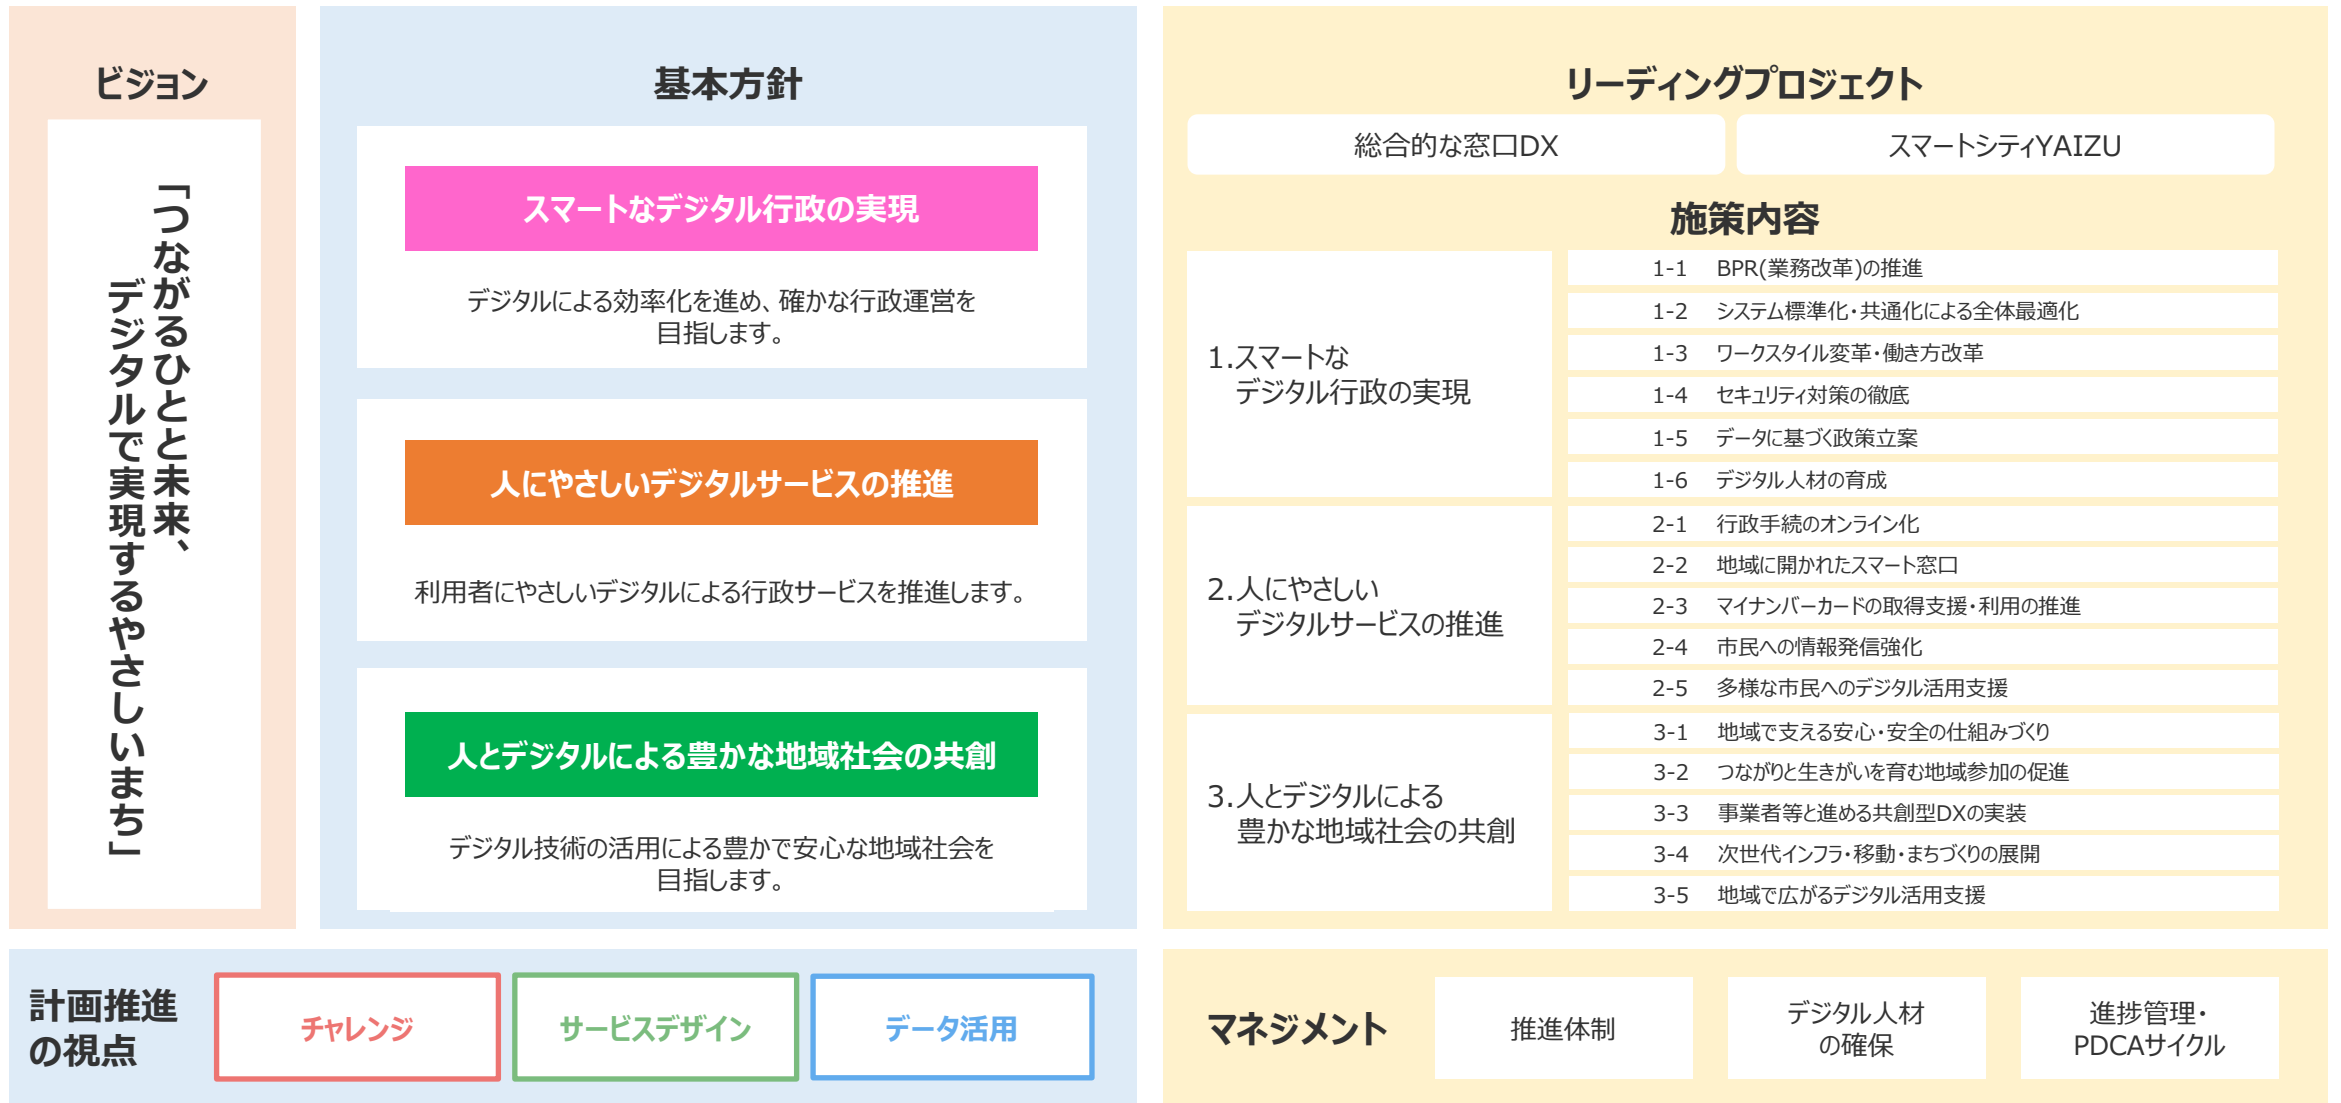 ビジョン
「つながるひとと未来、
デジタルで実現するやさしいまち」
基本方針
スマートなデジタル行政の実現
デジタルによる効率化を進め、確かな行政運営を
目指します。
人にやさしいデジタルサービスの推進
利用者にやさしいデジタルによる行政サービスを推進します。
人とデジタルによる豊かな地域社会の共創
デジタル技術の活用による豊かで安心な地域社会を
目指します。
リーディングプロジェクト
総合的な窓口DX
スマートシティYAIZU
施策内容
1.スマートな
デジタル行政の実現
1-1 BPR(業務改革)の推進
1-2 システム標準化・共通化による全体最適化
1-3 ワークスタイル変革・働き方改革
1-4 セキュリティ対策の徹底
1-5 データに基づく政策立案
1-6 デジタル人材の育成
2.人にやさしい
デジタルサービスの推進
2-1 行政手続のオンライン化
2-2 地域に開かれたスマート窓口
2-3 マイナンバーカードの取得支援・利用の推進
2-4 市民への情報発信強化
2-5 多様な市民へのデジタル活用支援
3.人とデジタルによる
豊かな地域社会の共創
3-1 地域で支える安心・安全の仕組みづくり
3-2 つながりと生きがいを育む地域参加の促進
3-3 事業者等と進める共創型DXの実装
3-4 次世代インフラ・移動・まちづくりの展開
3-5 地域で広がるデジタル活用支援
計画推進
の視点
チャレンジ
サービスデザイン
データ活用
マネジメント
推進体制
デジタル人材
の確保
進捗管理・
PDCAサイクル